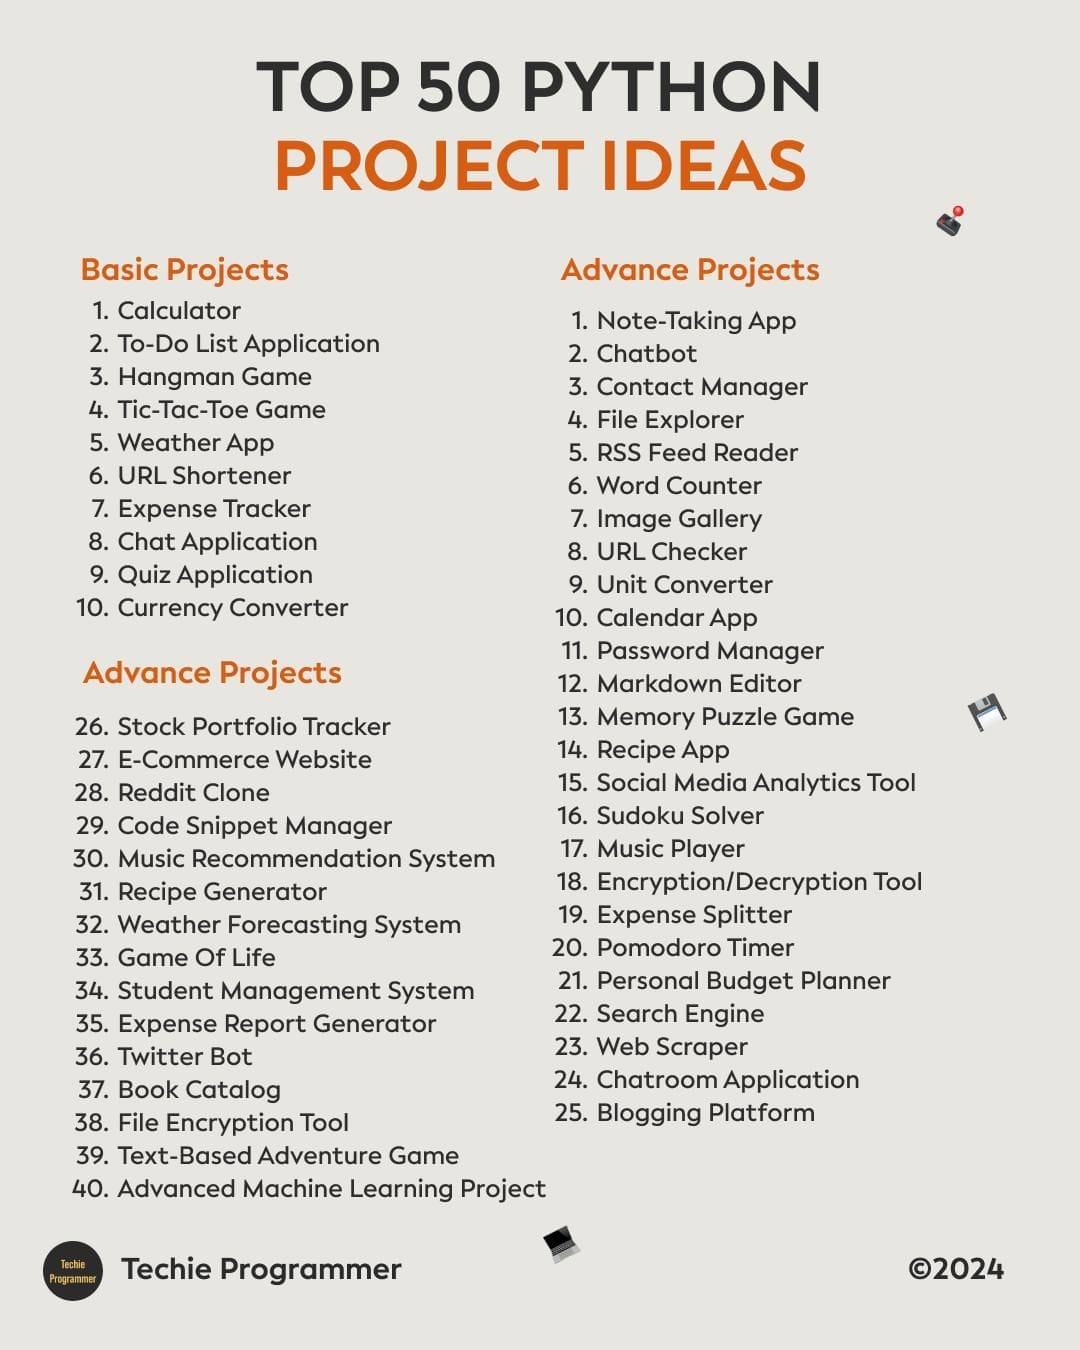 TOP 50 PYTHON
PROJECT IDEAS
Basic Projects
1. Calculator
2. To-Do List Application
3. Hangman Game
4. Tic-Tac-Toe Game
5. Weather App
6. URL Shortener
7. Expense Tracker
8. Chat Application
9. Quiz Application
10. Currency Converter
Advance Projects
26. Stock Portfolio Tracker
27. E-Commerce Website
28. Reddit Clone
29. Code Snippet Manager
30. Music Recommendation System
31. Recipe Generator
32. Weather Forecasting System
33. Game Of Life
34. Student Management System
35. Expense Report Generator
36. Twitter Bot
37. Book Catalog
38. File Encryption Tool
39. Text-Based Adventure Game
40. Advanced Machine Learning Project
Advance Projects
1. Note-Taking App
2. Chatbot
3. Contact Manager
4. File Explorer
5. RSS Feed Reader
6. Word Counter
7. Image Gallery
8. URL Checker
9. Unit Converter
10. Calendar App
11. Password Manager
12. Markdown Editor
13. Memory Puzzle Game
14. Recipe App
15. Social Media Analytics Tool
16. Sudoku Solver
17. Music Player
18. Encryption/Decryption Tool
19. Expense Splitter
20. Pomodoro Timer
21. Personal Budget Planner
22. Search Engine
23. Web Scraper
24. Chatroom Application
25. Blogging Platform
Techie
Programmer
Techie Programmer
©2024